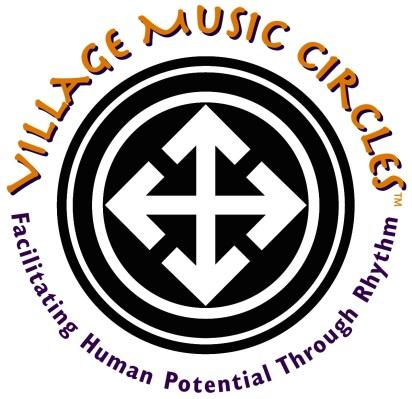 VILLAGE MUSIC CIRCLES™
Facilitating Human Potential Through Rhythm